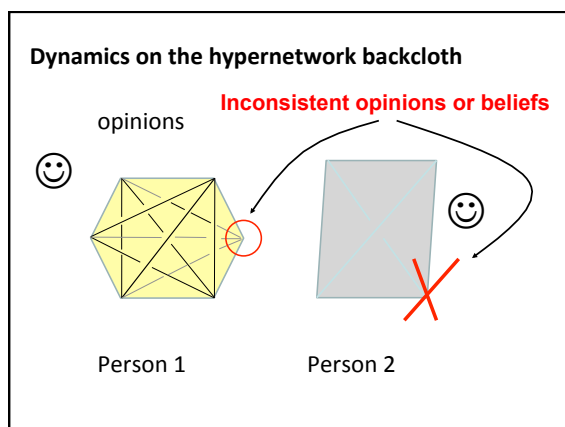 Dynamics on the hypernetwork backcloth
Inconsistent opinions or beliefs
opinions
Person 1
Person 2